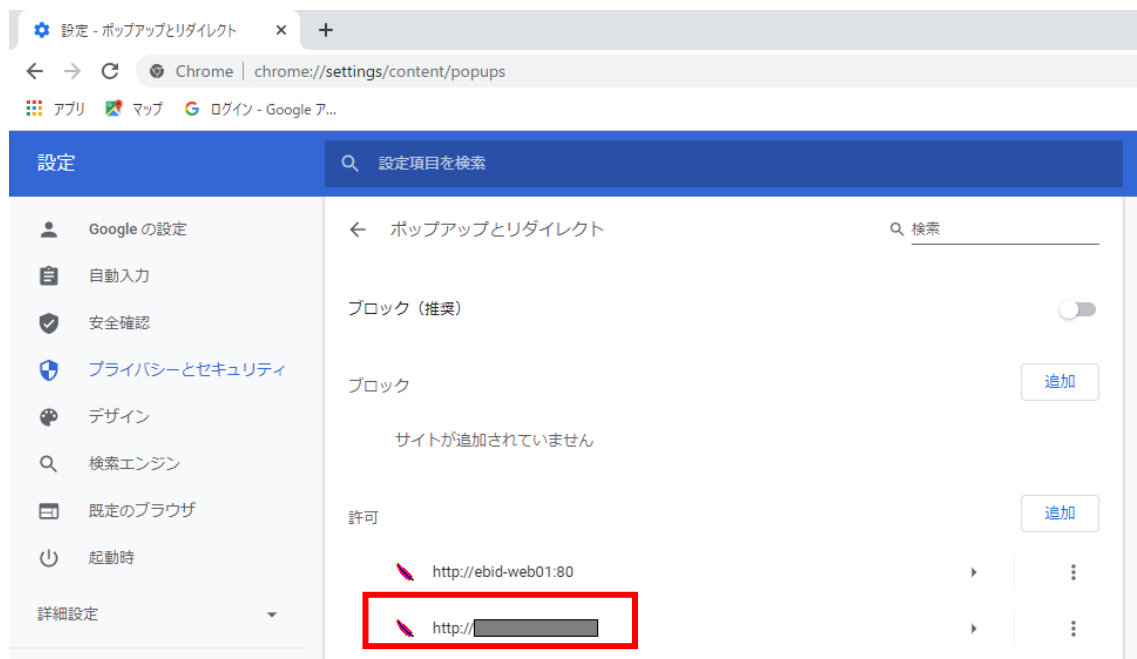 設定 - ポップアップとリダイレクト
Chrome | chrome://settings/content/popups
アプリ マップ ログイン - Google ア...
設定
設定項目を検索
Google の設定
自動入力
安全確認
プライバシーとセキュリティ
デザイン
検索エンジン
既定のブラウザ
起動時
詳細設定
ポップアップとリダイレクト
検索
ブロック（推奨）
ブロック
追加
サイトが追加されていません
許可
追加
http://ebid-web01:80
http://